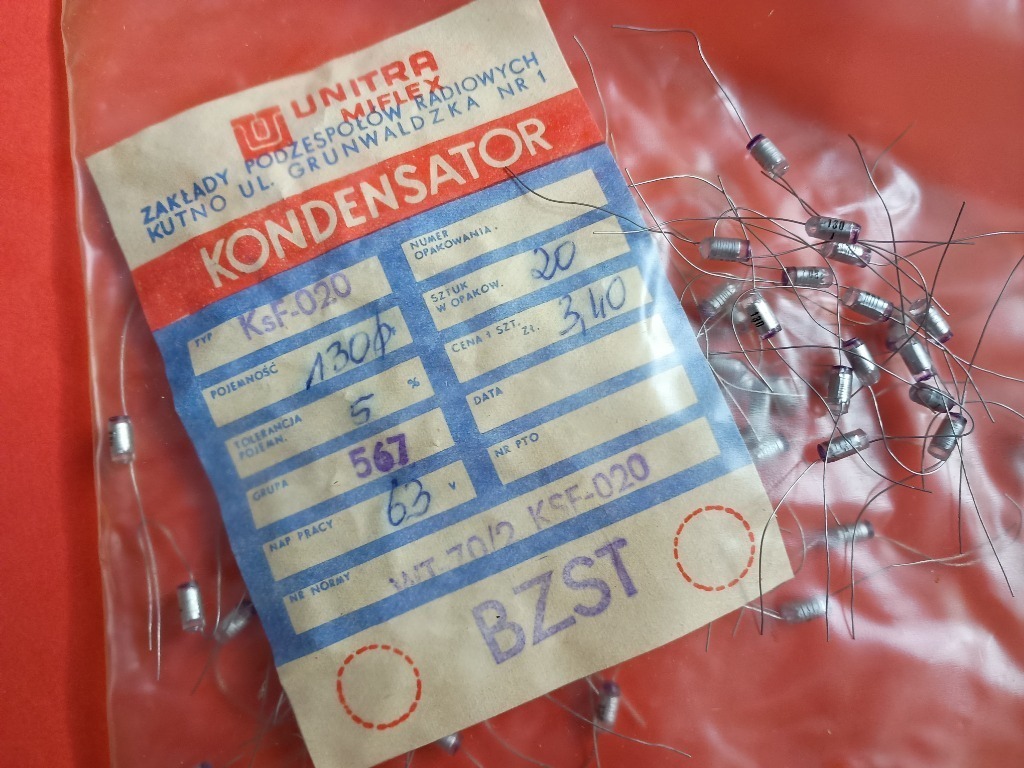 UNITRA
MIFLEX
ZAKŁADY PODZESPOŁÓW RADIOWYCH
KUTNO UL. GRUNWALDZKA NR 1
KONDENSATOR
TYP KSF-020
POJEMNOŚĆ 130p
TOLERANCJA
POJEMN. 5 %
GRUPA 567
NAP. PRACY 63 V
NR NORMY WT-70/2 KSF-020
NUMER
OPAKOWANIA.
SZTUK
W OPAKOW. 20
CENA 1 SZT. ZŁ. 3,40
DATA
NR PTO
BZST
130
130